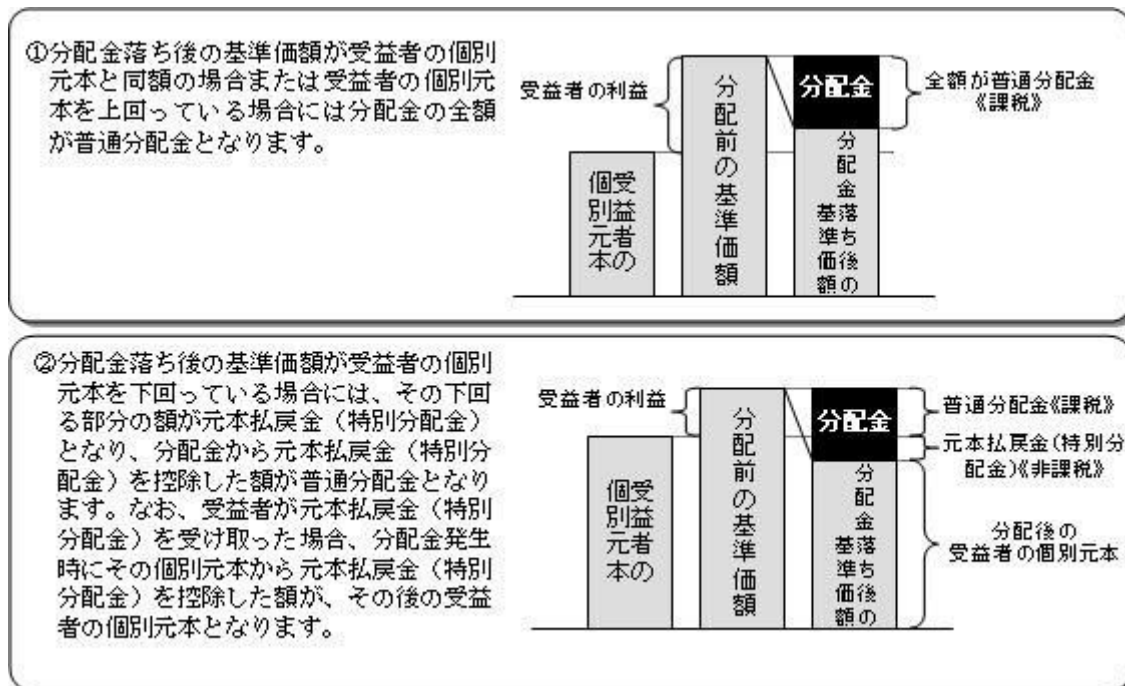 ①分配金落ち後の基準価額が受益者の個別
元本と同額の場合または受益者の個別元
本を上回っている場合には分配金の全額
が普通分配金となります。
受益者の利益
受益者の
個別元本
分配前の基準価額
分配金
分配金
落ち後の
基準価額
全額が普通分配金
《課税》
②分配金落ち後の基準価額が受益者の個別
元本を下回っている場合には、その下回
る部分の額が元本払戻金（特別分配金）
となり、分配金から元本払戻金（特別分
配金）を控除した額が普通分配金となり
ます。なお、受益者が元本払戻金（特別
分配金）を受け取った場合、分配金発生
時にその個別元本から元本払戻金（特別
分配金）を控除した額が、その後の受益
者の個別元本となります。
受益者の利益
受益者の
個別元本
分配前の基準価額
分配金
分配金
落ち後の
基準価額
普通分配金《課税》
元本払戻金(特別分
配金)《非課税》
分配後の
受益者の個別元本